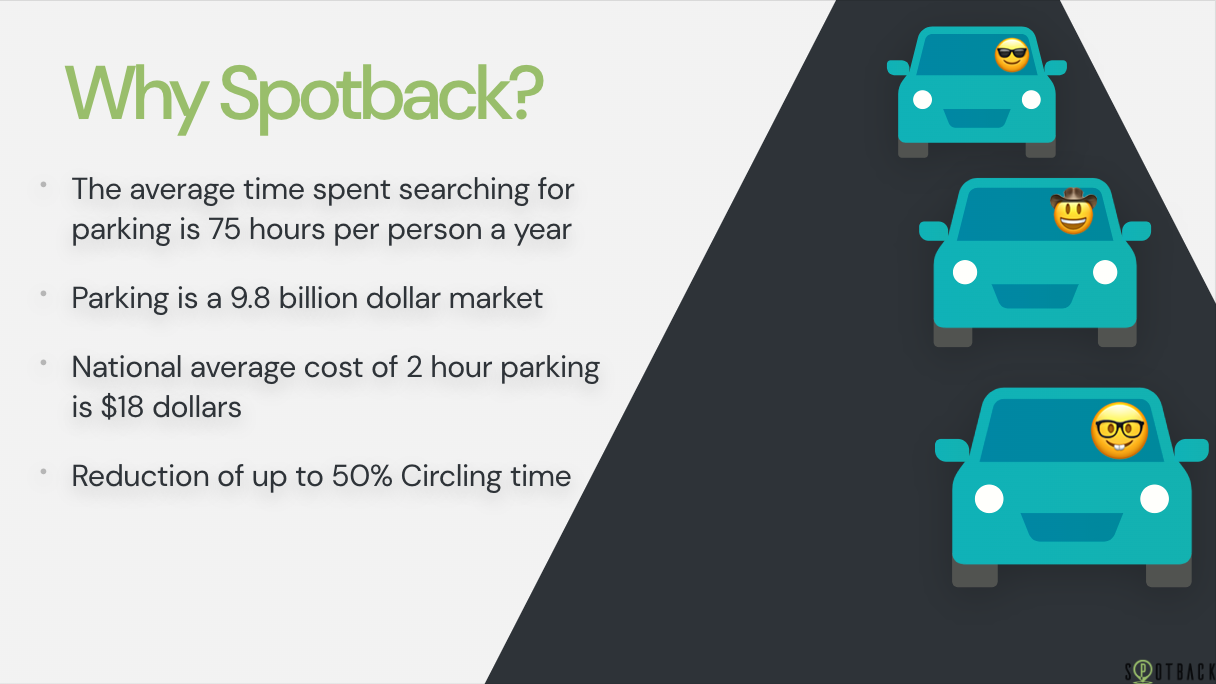 Why Spotback?
The average time spent searching for
parking is 75 hours per person a year
Parking is a 9.8 billion dollar market
National average cost of 2 hour parking
is $18 dollars
Reduction of up to 50% Circling time
SPOTBACK